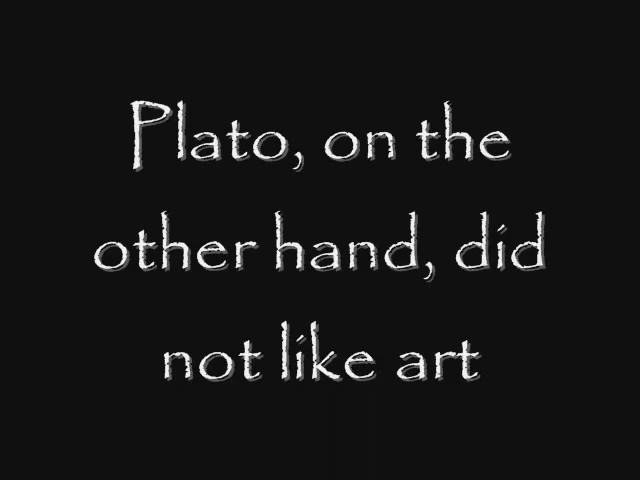 Plato, on the
other hand, did
not like art